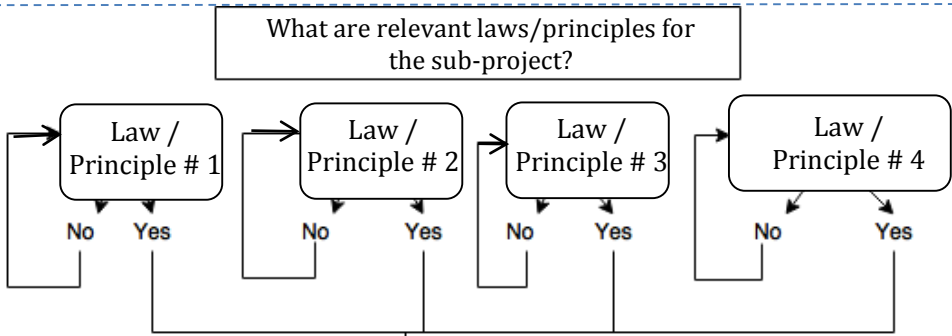 What are relevant laws/principles for
the sub-project?
Law /
Principle # 1
Law /
Principle # 2
Law /
Principle # 3
Law /
Principle # 4
No Yes
No Yes
No Yes
No Yes